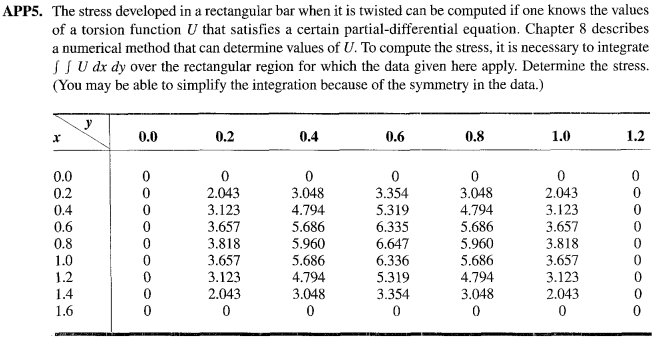 APP5. The stress developed in a rectangular bar when it is twisted can be computed if one knows the values
of a torsion function U that satisfies a certain partial-differential equation. Chapter 8 describes
a numerical method that can determine values of U. To compute the stress, it is necessary to integrate
∫ ∫ U dx dy over the rectangular region for which the data given here apply. Determine the stress.
(You may be able to simplify the integration because of the symmetry in the data.)
y
x 0.0 0.2 0.4 0.6 0.8 1.0 1.2
0.0 0 0 0 0 0 0 0
0.2 0 2.043 3.048 3.354 3.048 2.043 0
0.4 0 3.123 4.794 5.319 4.794 3.123 0
0.6 0 3.657 5.686 6.335 5.686 3.657 0
0.8 0 3.818 5.960 6.647 5.960 3.818 0
1.0 0 3.657 5.686 6.336 5.686 3.657 0
1.2 0 3.123 4.794 5.319 4.794 3.123 0
1.4 0 2.043 3.048 3.354 3.048 2.043 0
1.6 0 0 0 0 0 0 0